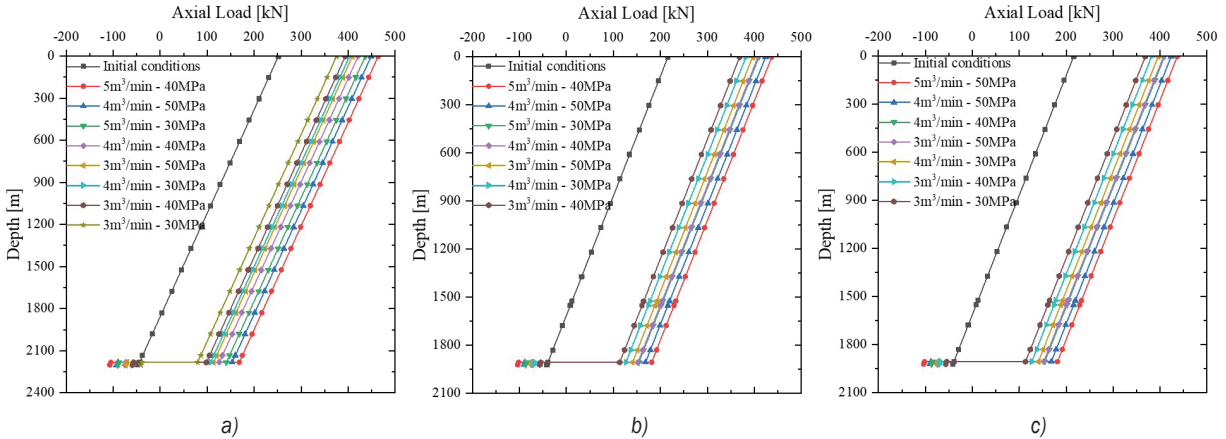 Axial Load [kN]
-200 -100 0 100 200 300 400 500
0
300
600
900
1200
1500
1800
2100
2400
Depth [m]
Initial conditions
5m³/min - 40MPa
4m³/min - 50MPa
5m³/min - 30MPa
4m³/min - 40MPa
3m³/min - 50MPa
4m³/min - 30MPa
3m³/min - 40MPa
3m³/min - 30MPa
a)
Axial Load [kN]
-200 -100 0 100 200 300 400 500
0
300
600
900
1200
1500
1800
2100
Depth [m]
Initial conditions
5m³/min - 40MPa
4m³/min - 50MPa
5m³/min - 30MPa
4m³/min - 40MPa
3m³/min - 50MPa
4m³/min - 30MPa
3m³/min - 40MPa
b)
Axial Load [kN]
-200 -100 0 100 200 300 400 500
0
300
600
900
1200
1500
1800
2100
Depth [m]
Initial conditions
5m³/min - 50MPa
4m³/min - 50MPa
4m³/min - 40MPa
3m³/min - 50MPa
4m³/min - 30MPa
3m³/min - 40MPa
3m³/min - 30MPa
c)